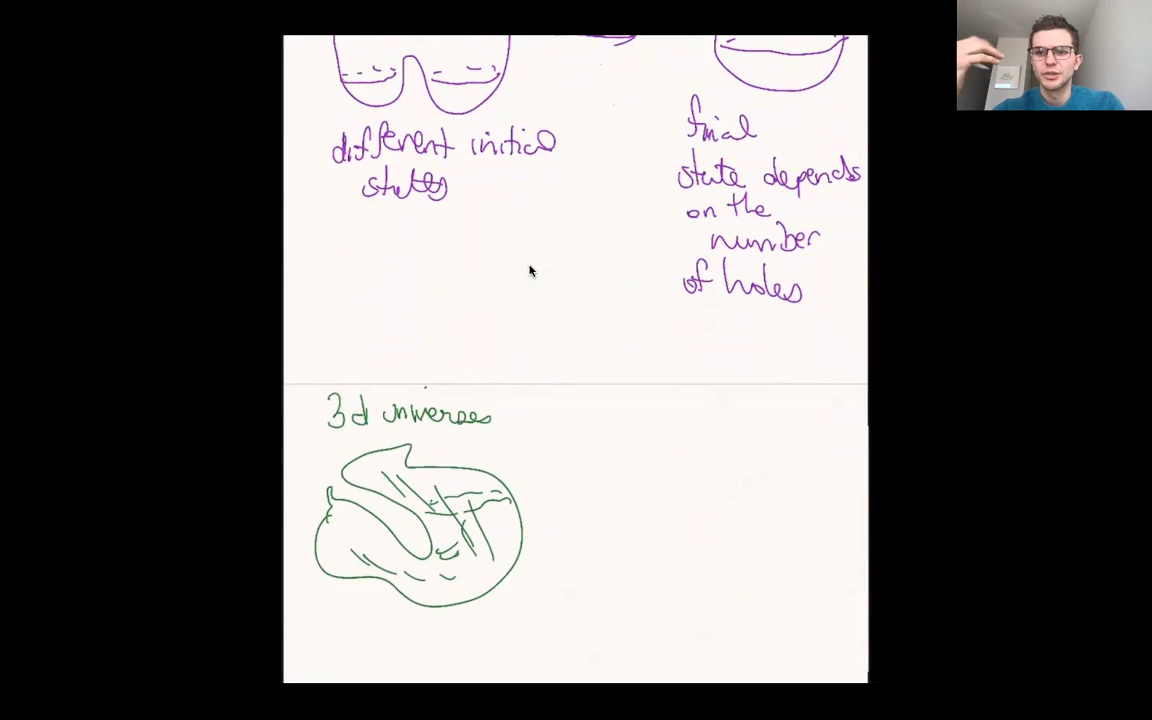 different initial
states
final
state depends
on the
number
of holes
3d universes